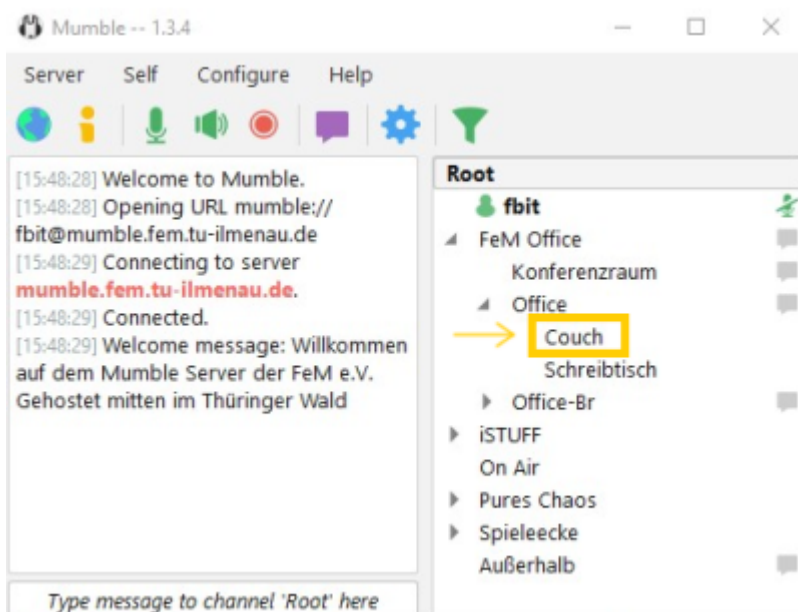 Mumble -- 1.3.4
Server Self Configure Help
[15:48:28] Welcome to Mumble.
[15:48:28] Opening URL mumble://
fbit@mumble.fem.tu-ilmenau.de
[15:48:29] Connecting to server
mumble.fem.tu-ilmenau.de.
[15:48:29] Connected.
[15:48:29] Welcome message: Willkommen
auf dem Mumble Server der FeM e.V.
Gehostet mitten im Thüringer Wald
Type message to channel 'Root' here
Root
fbit
FeM Office
Konferenzraum
Office
Couch
Schreibtisch
Office-Br
iSTUFF
On Air
Pures Chaos
Spieleecke
Außerhalb